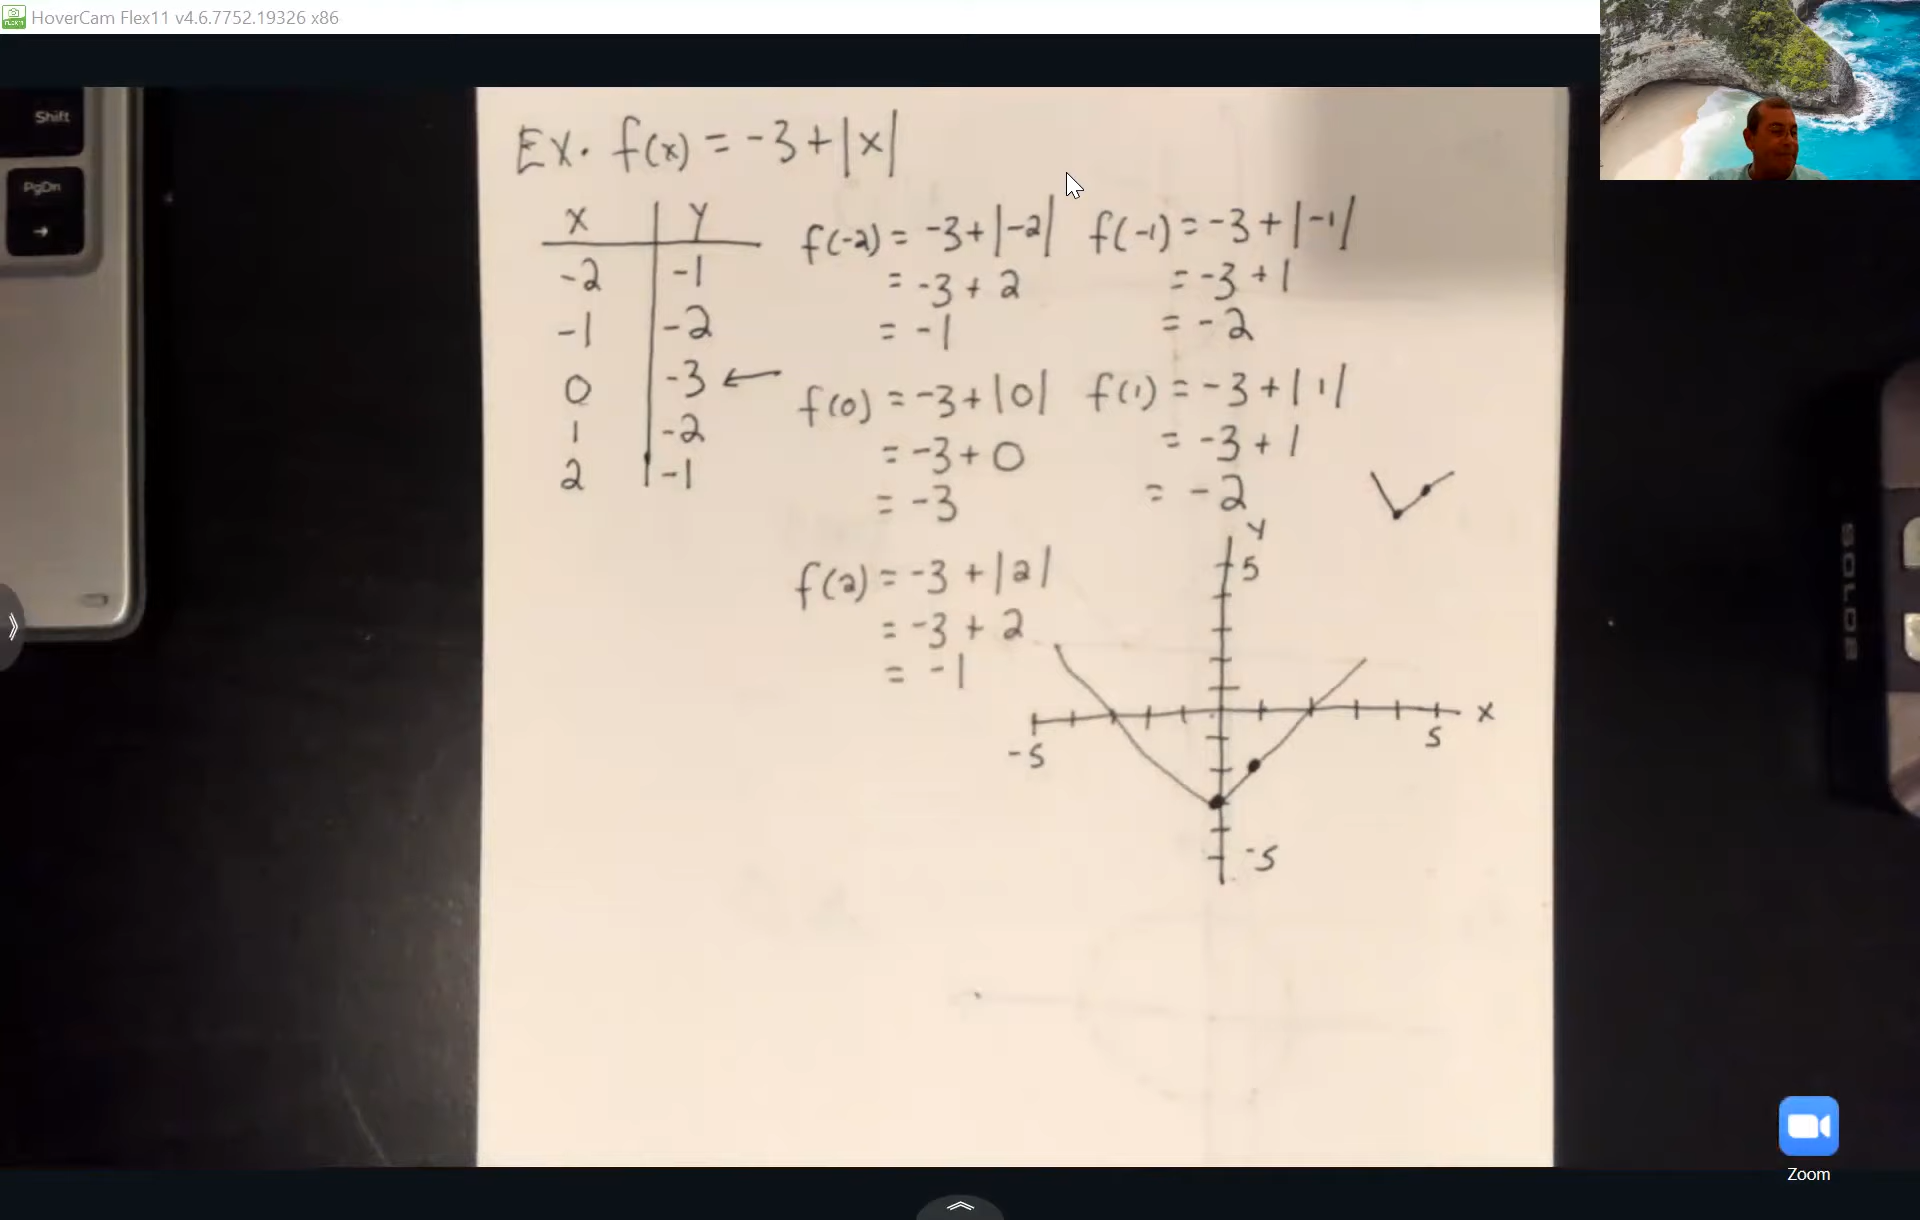 HoverCam Flex11 v4.6.7752.19326 x86
Shift
PgDn
→
EX. f(x) = -3+|x|
x | y
-2 | -1
-1 | -2
0 | -3 ←
1 | -2
2 | -1
f(-2) = -3+|-2|
= -3 + 2
= -1
f(-1) = -3+|-1|
= -3 + 1
= -2
f(0) = -3+|0|
= -3+0
= -3
f(1) = -3+|1|
= -3 + 1
= -2
f(2) = -3 +|2|
= -3 + 2
= -1
y
5
x
-5
5
-5
Zoom